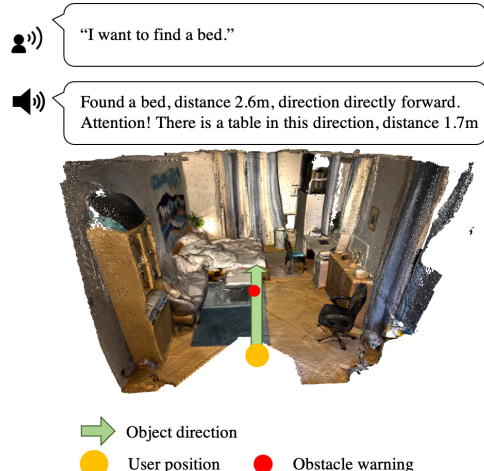 “I want to find a bed.”
Found a bed, distance 2.6m, direction directly forward.
Attention! There is a table in this direction, distance 1.7m
Object direction
User position
Obstacle warning